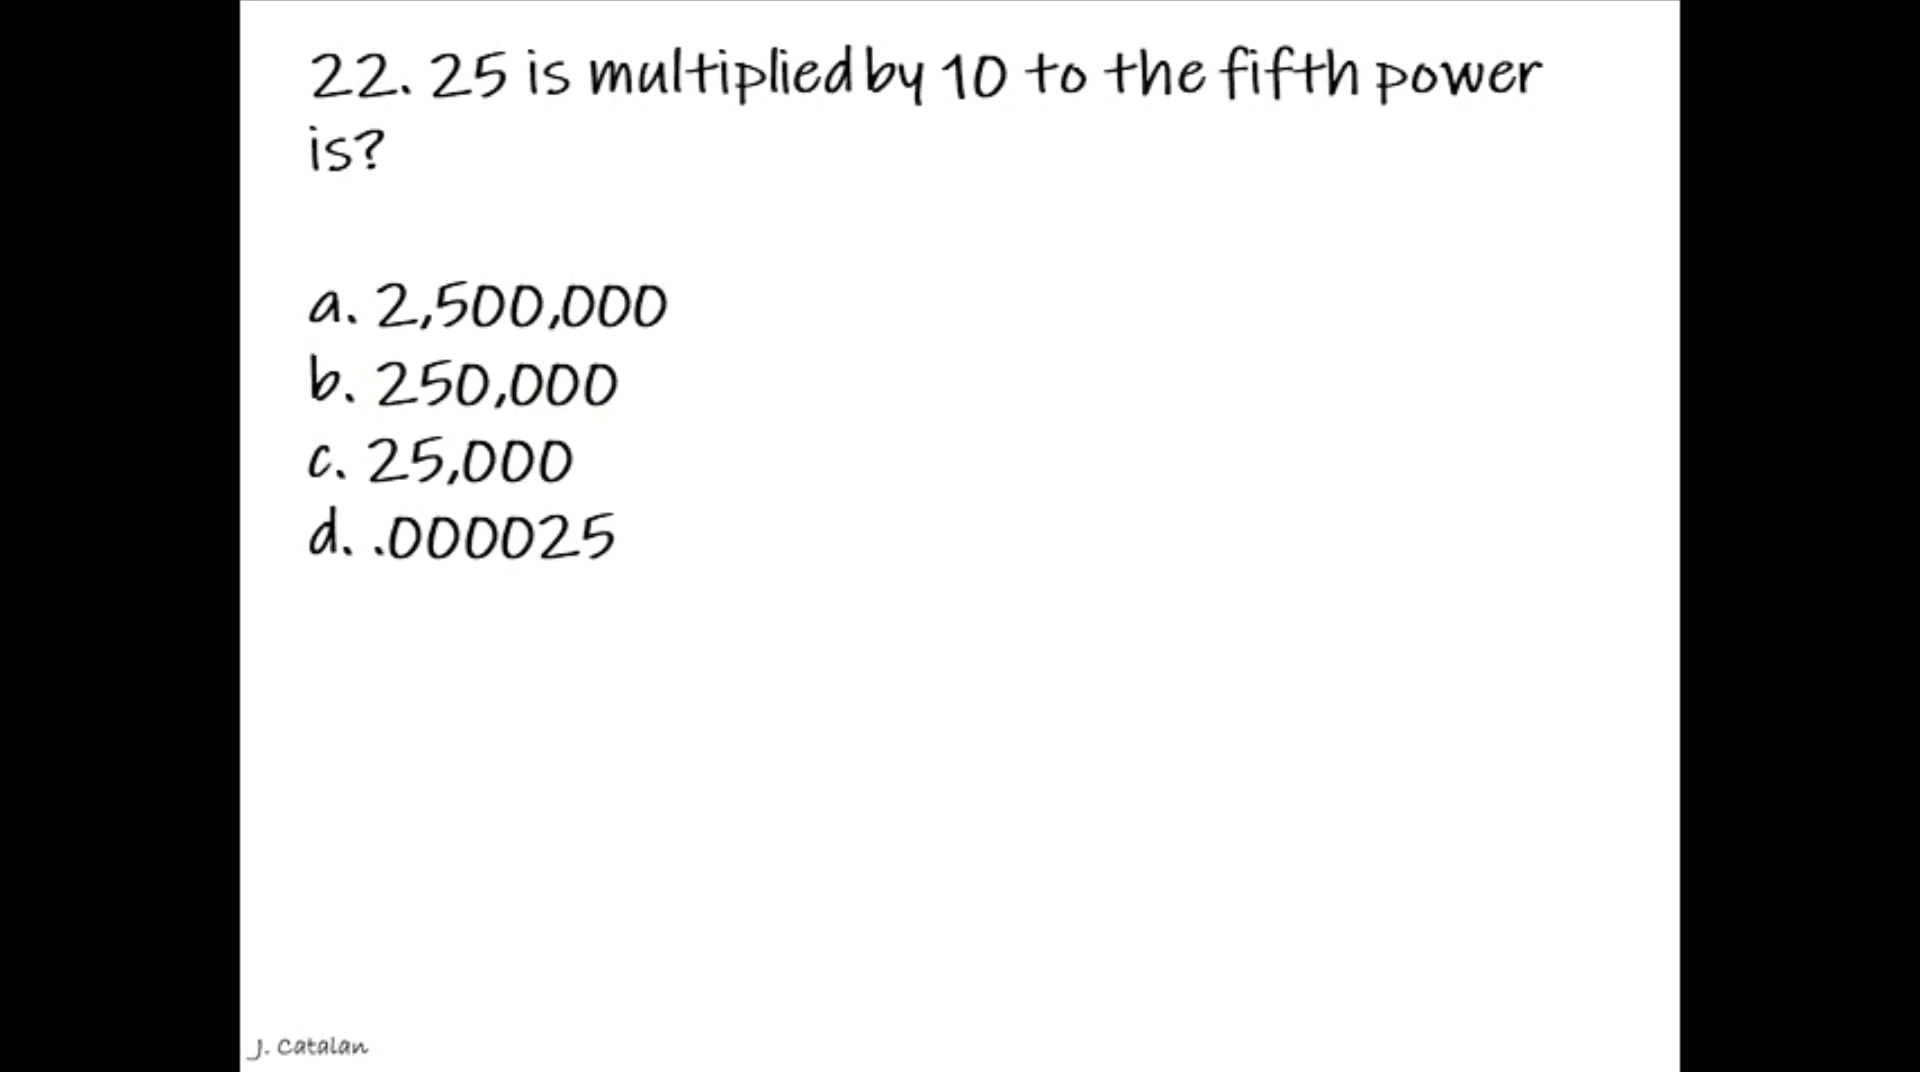 22. 25 is multiplied by 10 to the fifth power
is?
a. 2,500,000
b. 250,000
c. 25,000
d. .000025
J. Catalan